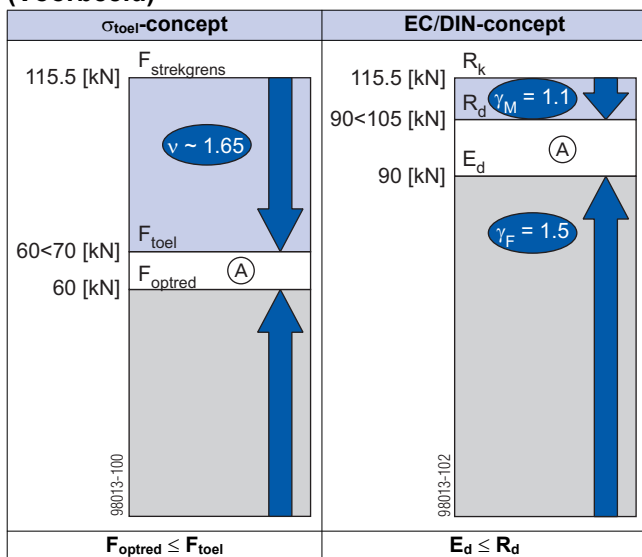 (Voorbeeld)
σtoel-concept
EC/DIN-concept
Fstrekgrens
115.5 [kN]
ν ~ 1.65
Ftoel
60<70 [kN]
A
Foptred
60 [kN]
98013-100
Foptred ≤ Ftoel
Rk
115.5 [kN]
Rd
γM = 1.1
90<105 [kN]
A
Ed
90 [kN]
γF = 1.5
98013-102
Ed ≤ Rd